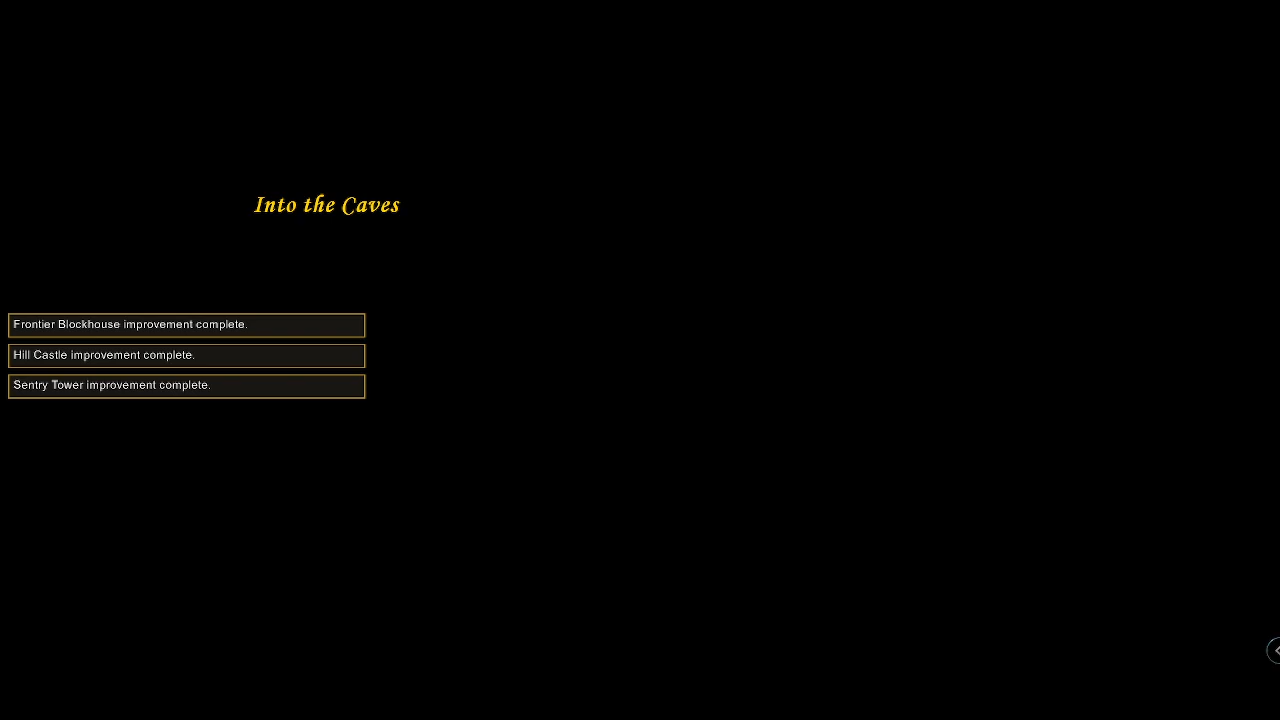 Into the Caves
Frontier Blockhouse improvement complete.
Hill Castle improvement complete.
Sentry Tower improvement complete.